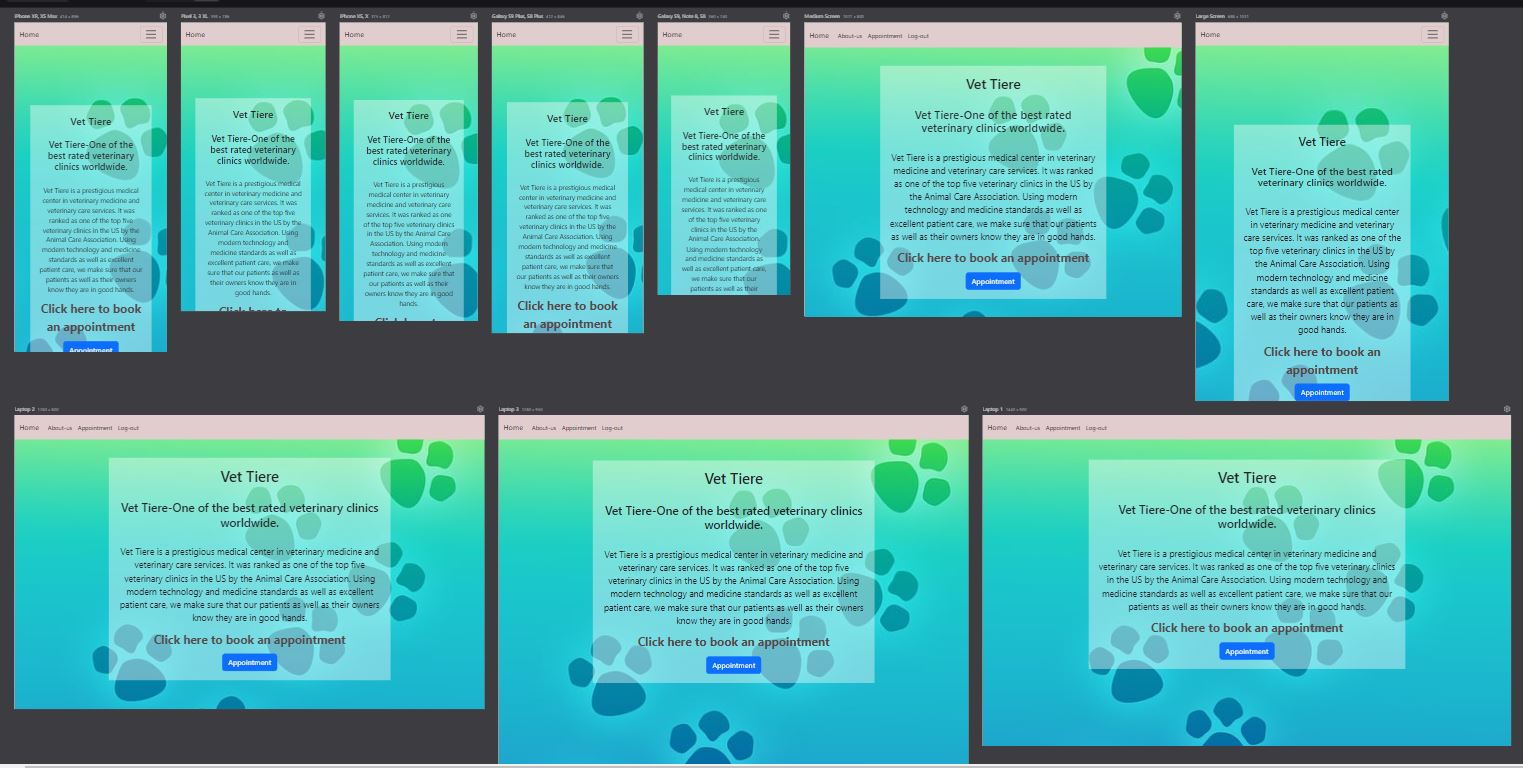 iPhone XR, XS Max 414 x 896
Home
Vet Tiere
Vet Tiere-One of the
best rated veterinary
clinics worldwide.
Vet Tiere is a prestigious medical
center in veterinary medicine and
veterinary care services. It was
ranked as one of the top five
veterinary clinics in the US by the
Animal Care Association. Using
modern technology and
medicine standards as well as
excellent patient care, we
make sure that our patients
as well as their owners know
they are in good hands.
Click here to book
an appointment
Appointment
Pixel 3, 3 XL
Home
Vet Tiere
Vet Tiere-One of the
best rated veterinary
clinics worldwide.
Vet Tiere is a prestigious medical
center in veterinary medicine and
veterinary care services. It was
ranked as one of the top five
veterinary clinics in the US by the
Animal Care Association. Using
modern technology and
medicine standards as well as
excellent patient care, we make
sure that our patients as well as
their owners know they are in
good hands.
Click here to
iPhone XS, X 375 x 812
Home
Vet Tiere
Vet Tiere-One of the
best rated veterinary
clinics worldwide.
Vet Tiere is a prestigious
medical center in veterinary
medicine and veterinary care
services. It was ranked as one
of the top five veterinary clinics
in the US by the Animal Care
Association. Using modern
technology and medicine
standards as well as excellent
patient care, we make sure that
our patients as well as their
owners know they are in good
hands.
Galaxy S9 Plus, S8 Plus
Home
Vet Tiere
Vet Tiere-One of the
best rated veterinary
clinics worldwide.
Vet Tiere is a prestigious medical
center in veterinary medicine and
veterinary care services. It was
ranked as one of the top five
veterinary clinics in the US by the
Animal Care Association. Using
modern technology and medicine
standards as well as excellent
patient care, we make sure that
our patients as well as their owners
know they are in good hands.
Click here to book
an appointment
Galaxy S9, Note 8, S8
Home
Vet Tiere
Vet Tiere-One of the
best rated veterinary
clinics worldwide.
Vet Tiere is a prestigious
medical center in veterinary
medicine and veterinary care
services. It was ranked as one
of the top five veterinary
clinics in the US by the
Animal Care Association.
Using modern technology
and medicine standards as
well as excellent patient care,
we make sure that our
patients as well as their
Medium Screen
Home About-us Appointment Log-out
Vet Tiere
Vet Tiere-One of the best rated
veterinary clinics worldwide.
Vet Tiere is a prestigious medical center in veterinary
medicine and veterinary care services. It was ranked
as one of the top five veterinary clinics in the US by
the Animal Care Association. Using modern
technology and medicine standards as well as
excellent patient care, we make sure that our patients
as well as their owners know they are in good hands.
Click here to book an appointment
Appointment
Large Screen
Home
Vet Tiere
Vet Tiere-One of the best rated
veterinary clinics worldwide.
Vet Tiere is a prestigious medical center
in veterinary medicine and veterinary
care services. It was ranked as one of the
top five veterinary clinics in the US by
the Animal Care Association. Using
modern technology and medicine
standards as well as excellent patient
care, we make sure that our patients as
well as their owners know they are in
good hands.
Click here to book an
appointment
Appointment
Laptop 2
Home About-us Appointment Log-out
Vet Tiere
Vet Tiere-One of the best rated veterinary clinics
worldwide.
Vet Tiere is a prestigious medical center in veterinary medicine and
veterinary care services. It was ranked as one of the top five
veterinary clinics in the US by the Animal Care Association. Using
modern technology and medicine standards as well as excellent
patient care, we make sure that our patients as well as their owners
know they are in good hands.
Click here to book an appointment
Appointment
Laptop 3
Home About-us Appointment Log-out
Vet Tiere
Vet Tiere-One of the best rated veterinary clinics
worldwide.
Vet Tiere is a prestigious medical center in veterinary medicine and
veterinary care services. It was ranked as one of the top five
veterinary clinics in the US by the Animal Care Association. Using
modern technology and medicine standards as well as excellent
patient care, we make sure that our patients as well as their owners
know they are in good hands.
Click here to book an appointment
Appointment
Laptop 1
Home About-us Appointment Log-out
Vet Tiere
Vet Tiere-One of the best rated veterinary clinics
worldwide.
Vet Tiere is a prestigious medical center in veterinary medicine and
veterinary care services. It was ranked as one of the top five veterinary clinics
in the US by the Animal Care Association. Using modern technology and
medicine standards as well as excellent patient care, we make sure that our
patients as well as their owners know they are in good hands.
Click here to book an appointment
Appointment